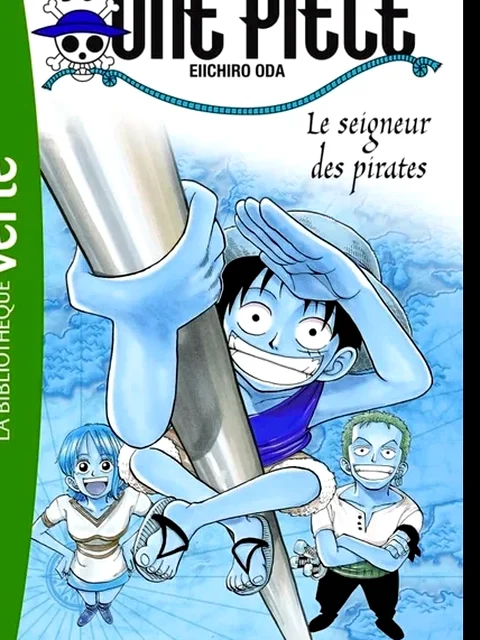 ONE PIECE
EIICHIRO ODA
Le seigneur
des pirates
LA BIBLIOTHÈQUE
verte